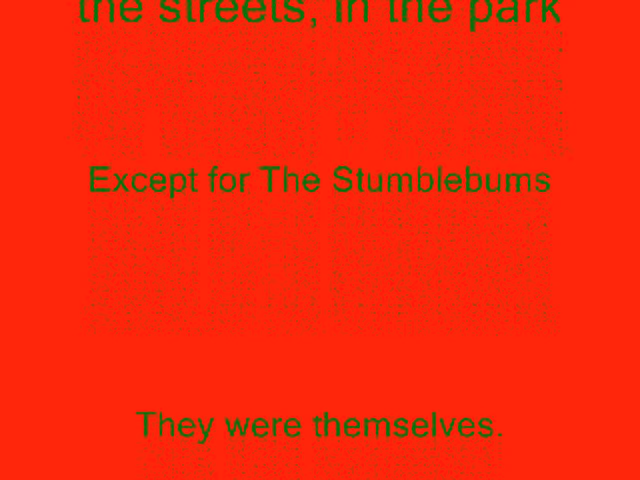 the streets, in the park
Except for The Stumblebums
They were themselves.